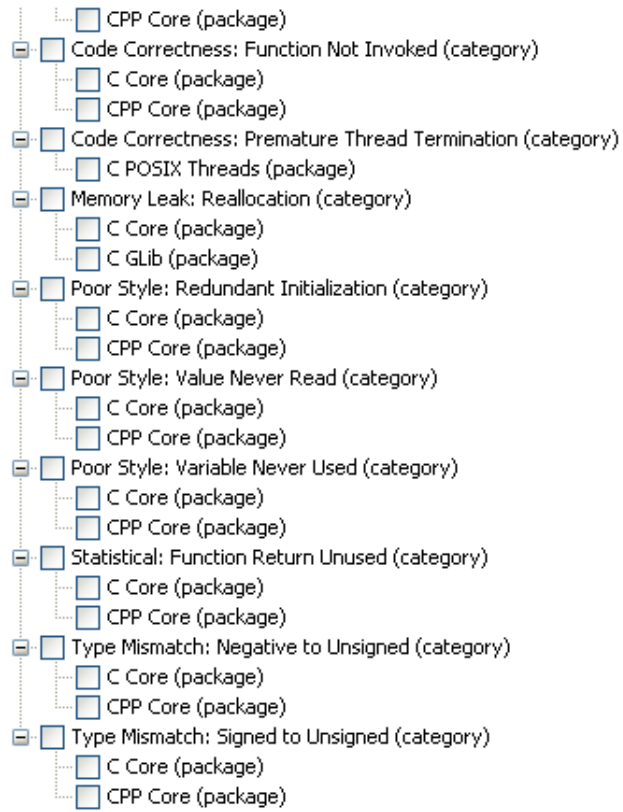 CPP Core (package)
Code Correctness: Function Not Invoked (category)
C Core (package)
CPP Core (package)
Code Correctness: Premature Thread Termination (category)
C POSIX Threads (package)
Memory Leak: Reallocation (category)
C Core (package)
C GLib (package)
Poor Style: Redundant Initialization (category)
C Core (package)
CPP Core (package)
Poor Style: Value Never Read (category)
C Core (package)
CPP Core (package)
Poor Style: Variable Never Used (category)
C Core (package)
CPP Core (package)
Statistical: Function Return Unused (category)
C Core (package)
CPP Core (package)
Type Mismatch: Negative to Unsigned (category)
C Core (package)
CPP Core (package)
Type Mismatch: Signed to Unsigned (category)
C Core (package)
CPP Core (package)